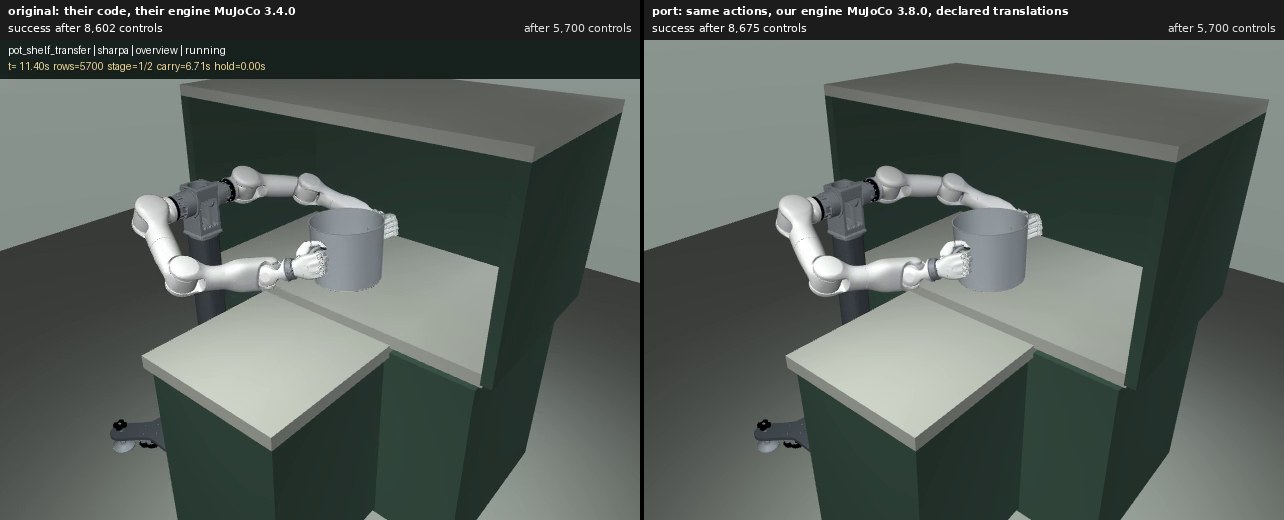 original: their code, their engine MuJoCo 3.4.0
success after 8,602 controls after 5,700 controls
pot_shelf_transfer | sharpa | overview | running
t= 11.40s rows=5700 stage=1/2 carry=6.71s hold=0.00s
port: same actions, our engine MuJoCo 3.8.0, declared translations
success after 8,675 controls after 5,700 controls